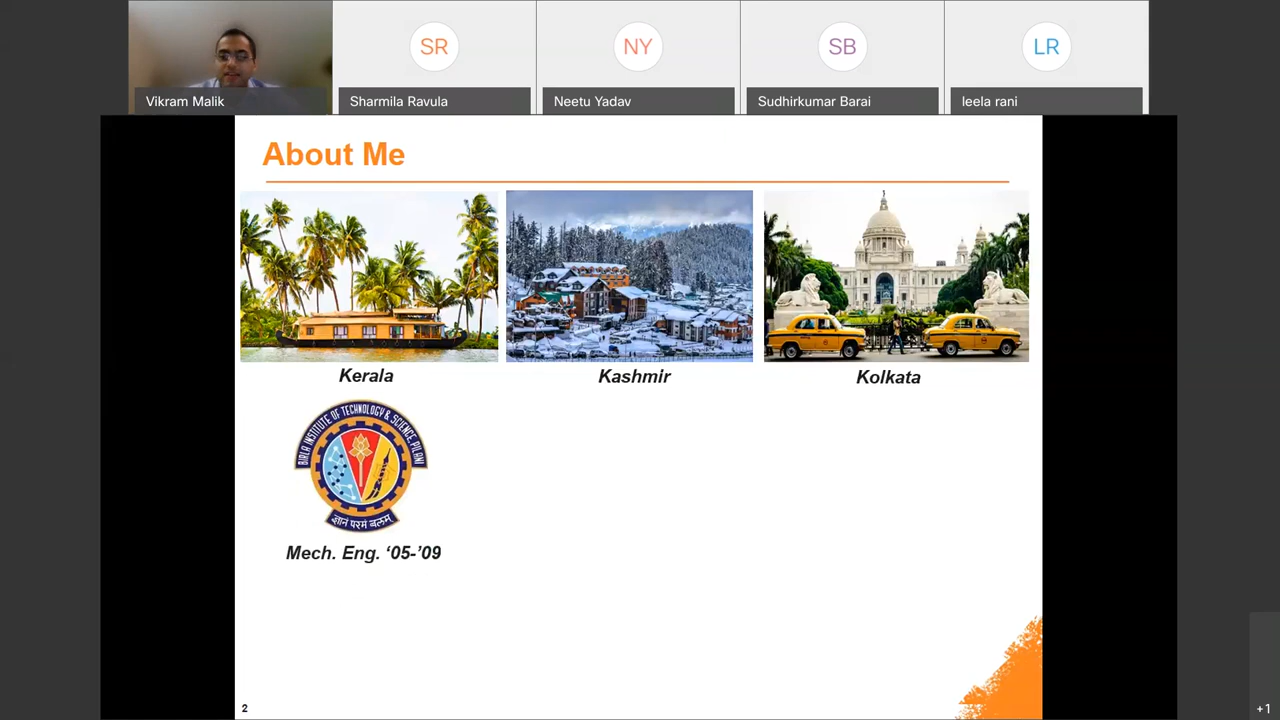 SR
NY
SB
LR
Vikram Malik
Sharmila Ravula
Neetu Yadav
Sudhirkumar Barai
leela rani
About Me
Kerala
Kashmir
Kolkata
BIRLA INSTITUTE OF TECHNOLOGY & SCIENCE, PILANI
ज्ञानं परमं बलम्
Mech. Eng. ‘05-’09
2
+1